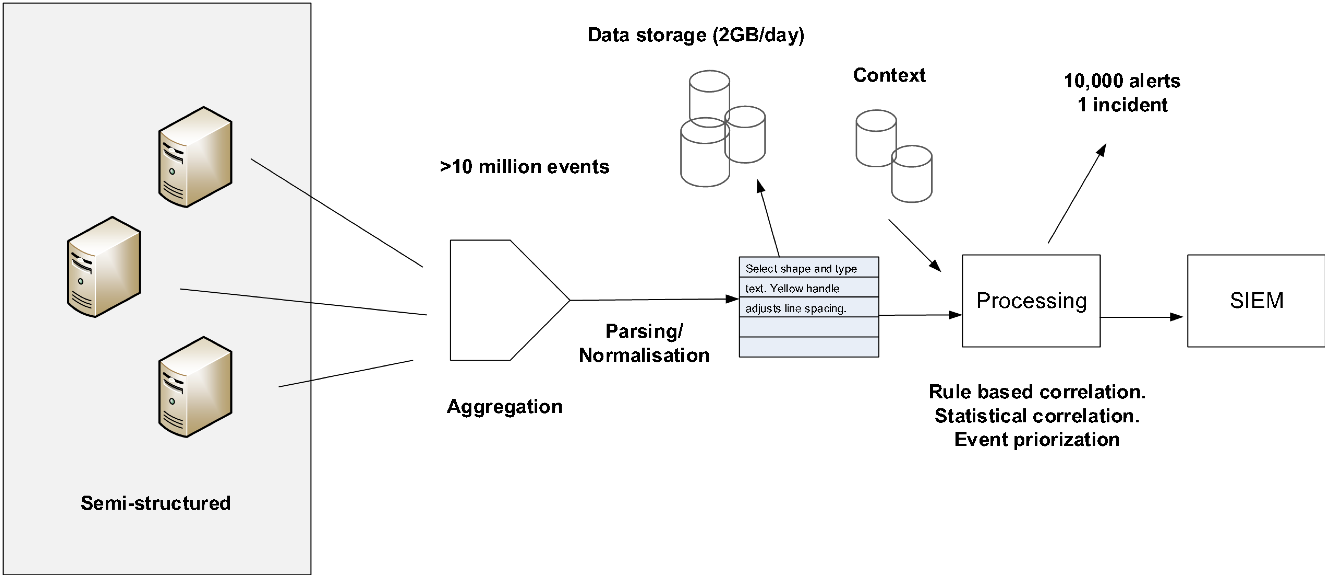 Data storage (2GB/day)
Context
10,000 alerts
1 incident
>10 million events
Select shape and type
text. Yellow handle
adjusts line spacing.
Processing
SIEM
Parsing/
Normalisation
Aggregation
Rule based correlation.
Statistical correlation.
Event priorization
Semi-structured